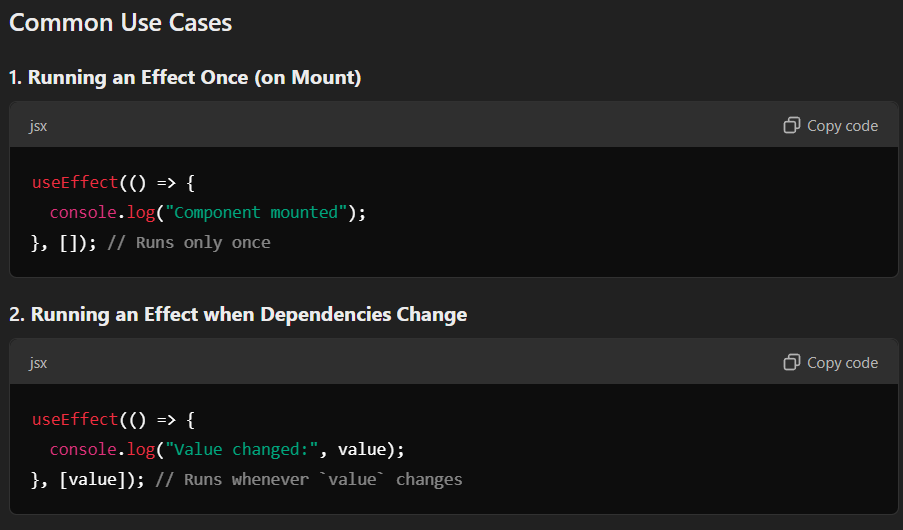 Common Use Cases
1. Running an Effect Once (on Mount)
jsx
Copy code
useEffect(() => {
  console.log("Component mounted");
}, []); // Runs only once
2. Running an Effect when Dependencies Change
jsx
Copy code
useEffect(() => {
  console.log("Value changed:", value);
}, [value]); // Runs whenever `value` changes